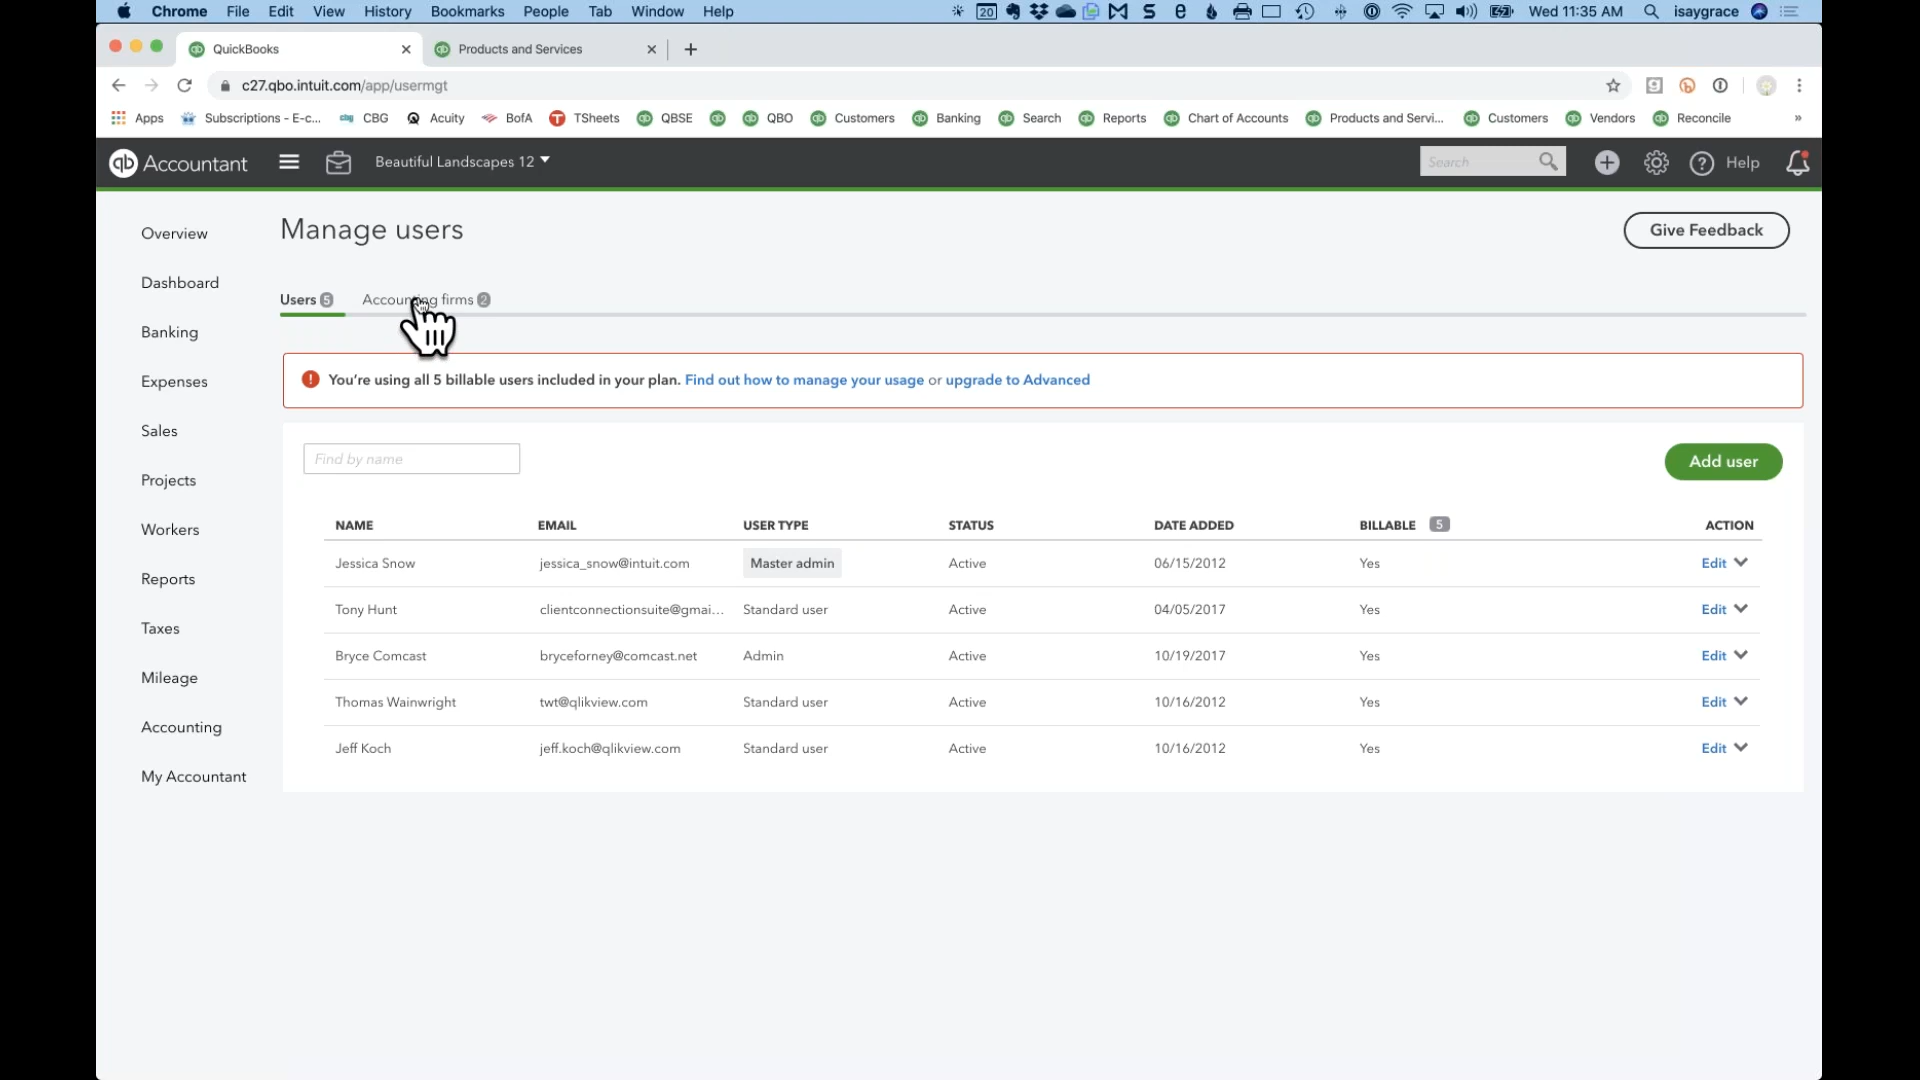 Chrome File Edit View History Bookmarks People Tab Window Help 20 Wed 11:35 AM isaygrace
QuickBooks Products and Services
c27.qbo.intuit.com/app/usermgt
Apps Subscriptions - E-c... CBG Acuity BofA TSheets QBSE QBO Customers Banking Search Reports Chart of Accounts Products and Servi... Customers Vendors Reconcile »
qb Accountant Beautiful Landscapes 12 Search Help
Overview
Dashboard
Banking
Expenses
Sales
Projects
Workers
Reports
Taxes
Mileage
Accounting
My Accountant
Manage users
Give Feedback
Users 5 Accounting firms 2
You're using all 5 billable users included in your plan. Find out how to manage your usage or upgrade to Advanced
Find by name
Add user
NAME EMAIL USER TYPE STATUS DATE ADDED BILLABLE 5 ACTION
Jessica Snow jessica_snow@intuit.com Master admin Active 06/15/2012 Yes Edit
Tony Hunt clientconnectionsuite@gmai... Standard user Active 04/05/2017 Yes Edit
Bryce Comcast bryceforney@comcast.net Admin Active 10/19/2017 Yes Edit
Thomas Wainwright twt@qlikview.com Standard user Active 10/16/2012 Yes Edit
Jeff Koch jeff.koch@qlikview.com Standard user Active 10/16/2012 Yes Edit